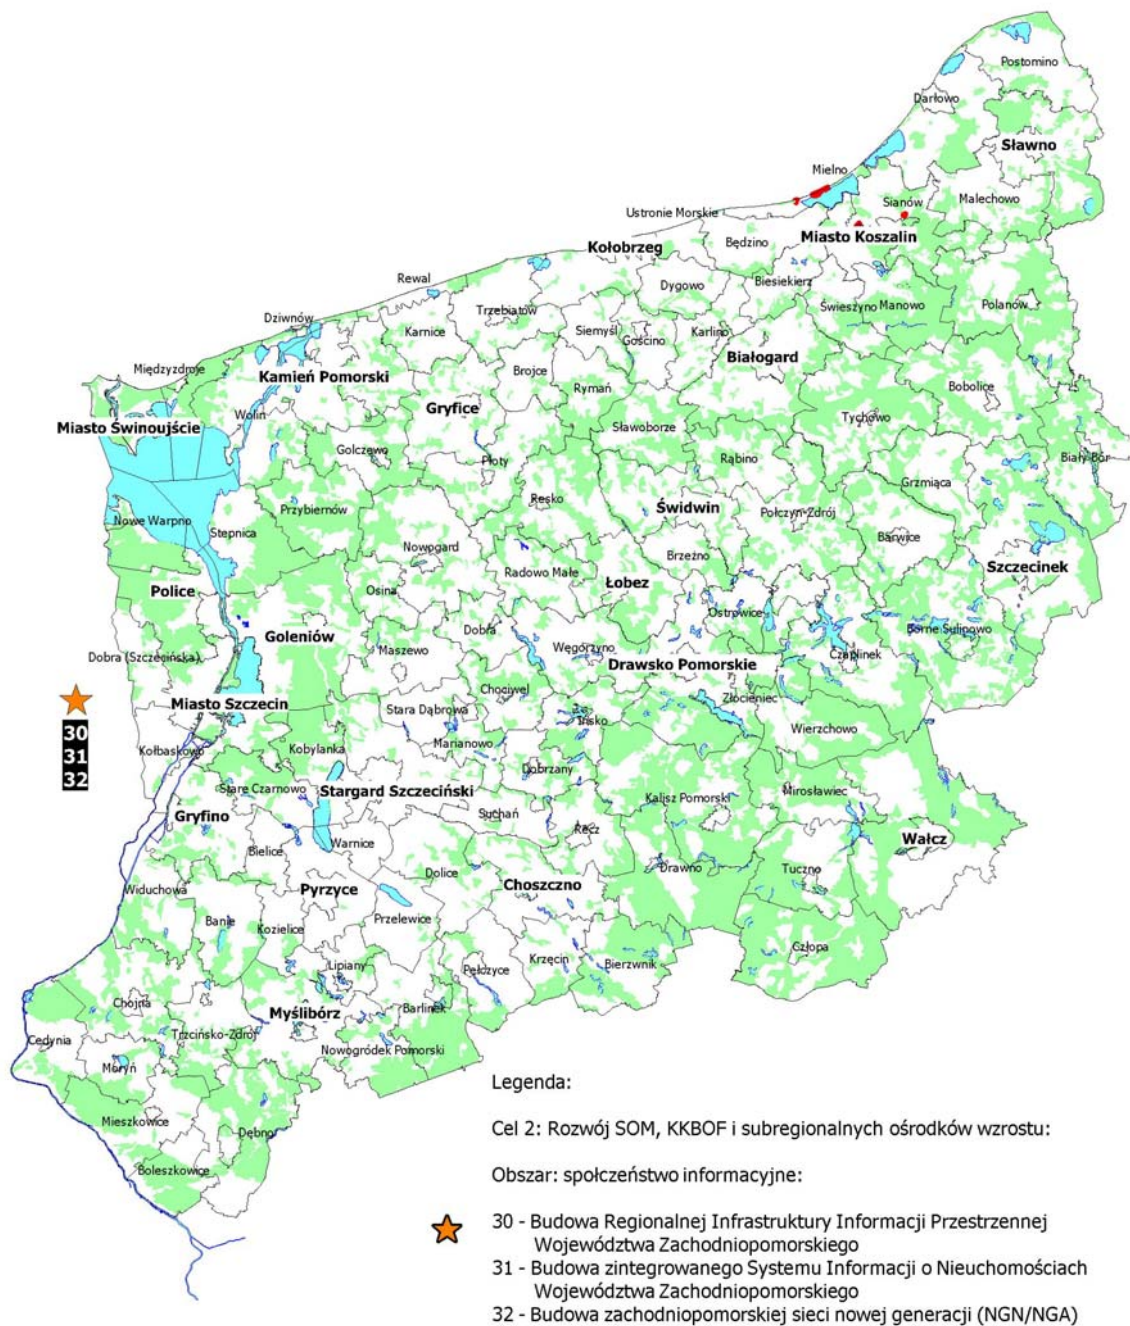 Postomino
Darłowo
Sławno
Mielno
Sianów
Malechowo
Ustronie Morskie
Miasto Koszalin
Kołobrzeg
Będzino
Rewal
Dygowo
Biesiekierz
Świeszyno
Manowo
Polanów
Dziwnów
Trzebiatów
Karnice
Siemyśl
Gościno
Karlino
Białogard
Międzyzdroje
Kamień Pomorski
Brojce
Rymań
Bobolice
Wolin
Gryfice
Tychowo
Miasto Świnoujście
Sławoborze
Golczewo
Płoty
Rąbino
Biały Bór
Grzmiąca
Resko
Świdwin
Przybiernów
Połczyn-Zdrój
Nowe Warpno
Stepnica
Barwice
Nowogard
Brzeżno
Szczecinek
Radowo Małe
Łobez
Police
Osina
Ostrowice
Dobra
Borne Sulinowo
Goleniów
Maszewo
Węgorzyno
Czaplinek
Dobra (Szczecińska)
Drawsko Pomorskie
Chociwel
Złocieniec
Miasto Szczecin
Stara Dąbrowa
Ińsko
Wierzchowo
30
31
32
Kołbaskowo
Kobylanka
Marianowo
Dobrzany
Stare Czarnowo
Stargard Szczeciński
Mirosławiec
Kalisz Pomorski
Gryfino
Suchań
Recz
Wałcz
Bielice
Warnice
Dolice
Drawno
Tuczno
Choszczno
Widuchowa
Pyrzyce
Banie
Kozielice
Przelewice
Człopa
Krzęcin
Bierzwnik
Lipiany
Pełczyce
Chojna
Myślibórz
Barlinek
Cedynia
Trzcińsko-Zdrój
Nowogródek Pomorski
Moryń
Mieszkowice
Dębno
Boleszkowice
Legenda:
Cel 2: Rozwój SOM, KKBOF i subregionalnych ośrodków wzrostu:
Obszar: społczeństwo informacyjne:
30 - Budowa Regionalnej Infrastruktury Informacji Przestrzennej
Województwa Zachodniopomorskiego
31 - Budowa zintegrowanego Systemu Informacji o Nieuchomościach
Województwa Zachodniopomorskiego
32 - Budowa zachodniopomorskiej sieci nowej generacji (NGN/NGA)